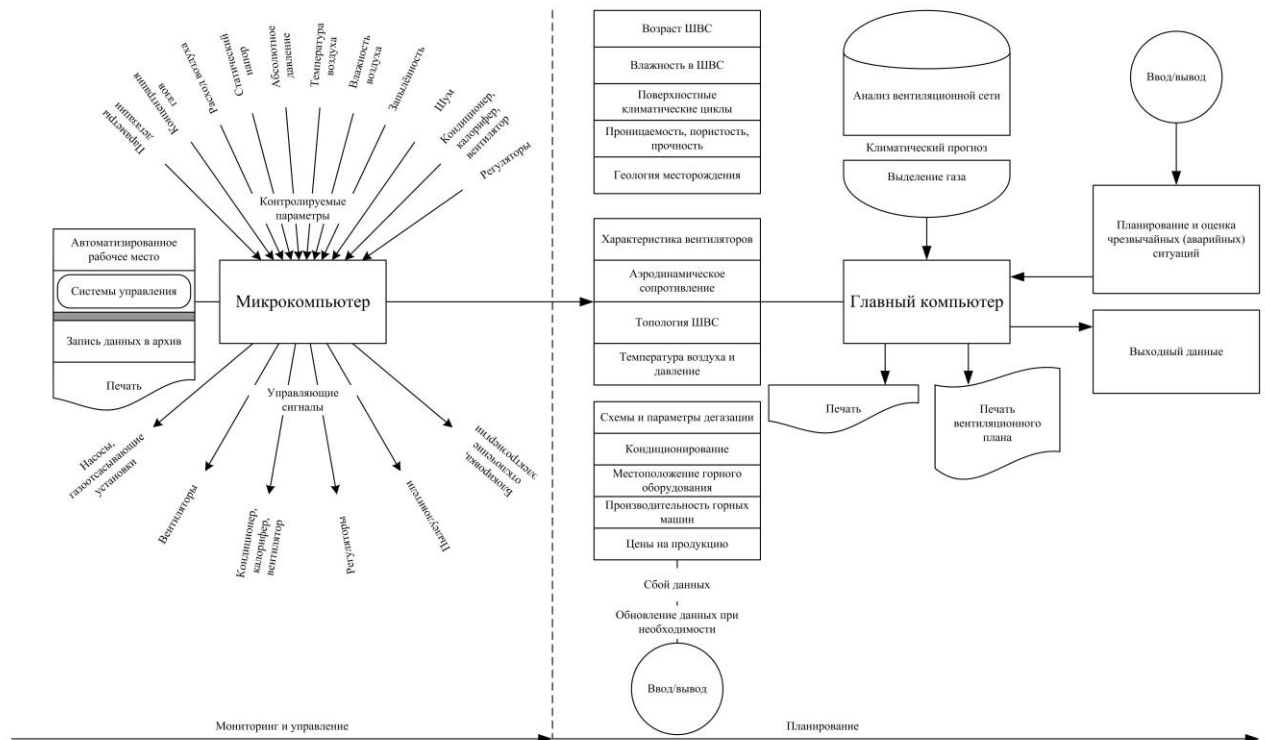 Параметры
дегазации
Концентрация
газов
Расход воздуха
Статический
напор
Абсолютное
давление
Температура
воздуха
Влажность
воздуха
Запылённость
Шум
Кондиционер,
калорифер,
вентилятор
Регуляторы
Контролируемые
параметры
Автоматизированное
рабочее место
Системы управления
Запись данных в архив
Печать
Микрокомпьютер
Управляющие
сигналы
Насосы,
газоотсасывающие
установки
Вентиляторы
Кондиционер,
калорифер,
вентилятор
Регуляторы
Пылеуловители
Блокировка,
отключение
электроэнергии
Возраст ШВС
Влажность в ШВС
Поверхностные
климатические циклы
Проницаемость, пористость,
прочность
Геология месторождения
Характеристика вентиляторов
Аэродинамическое
сопротивление
Топология ШВС
Температура воздуха и
давление
Схемы и параметры дегазации
Кондиционирование
Местоположение горного
оборудования
Производительность горных
машин
Цены на продукцию
Сбой данных
Обновление данных при
необходимости
Ввод/вывод
Анализ вентиляционной сети
Климатический прогноз
Выделение газа
Главный компьютер
Печать
Печать
вентиляционного
плана
Ввод/вывод
Планирование и оценка
чрезвычайных (аварийных)
ситуаций
Выходный данные
Мониторинг и управление
Планирование